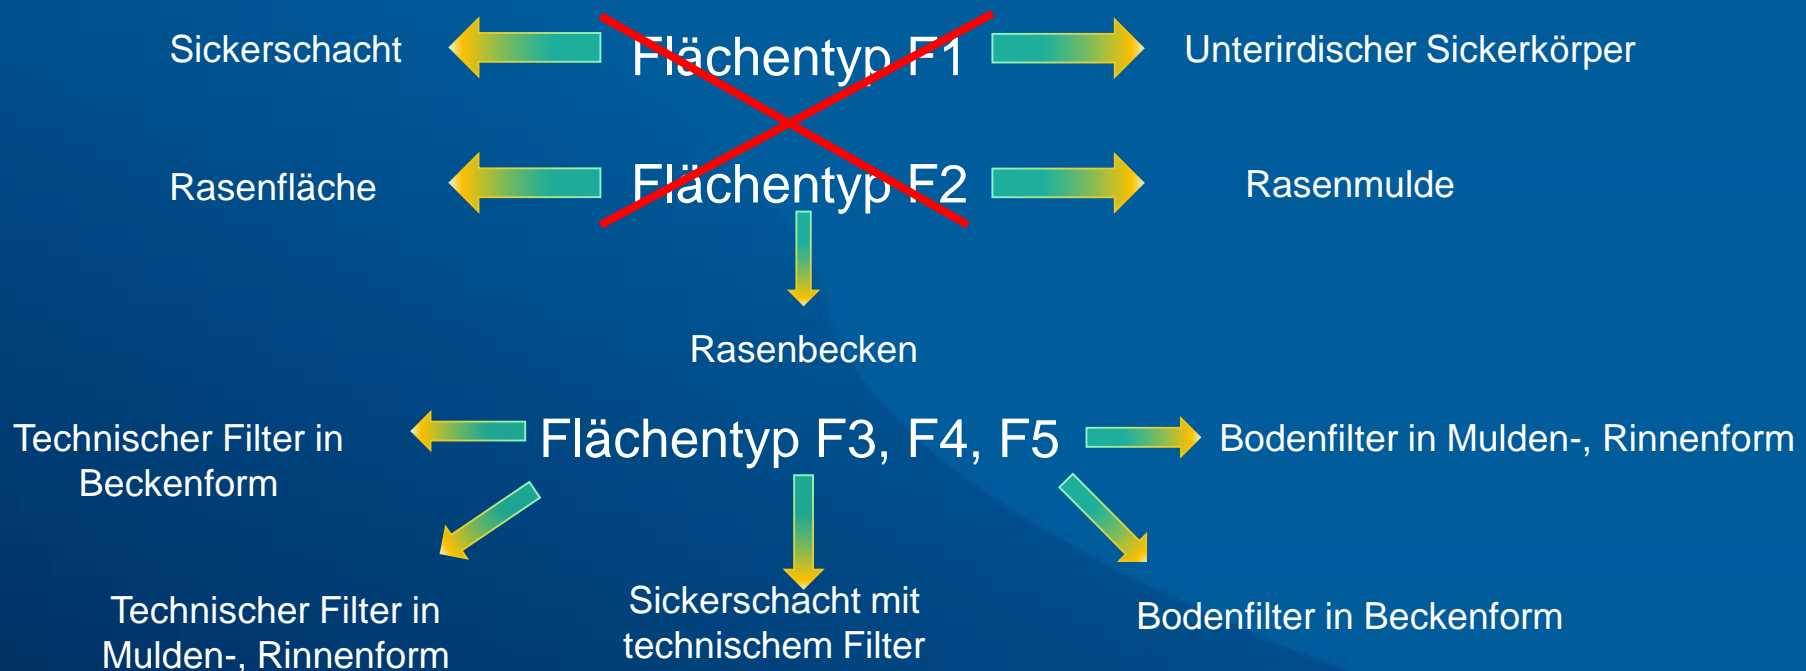 Sickerschacht
Flächentyp F1
Unterirdischer Sickerkörper
Rasenfläche
Flächentyp F2
Rasenmulde
Rasenbecken
Technischer Filter in
Beckenform
Flächentyp F3, F4, F5
Bodenfilter in Mulden-, Rinnenform
Technischer Filter in
Mulden-, Rinnenform
Sickerschacht mit
technischem Filter
Bodenfilter in Beckenform